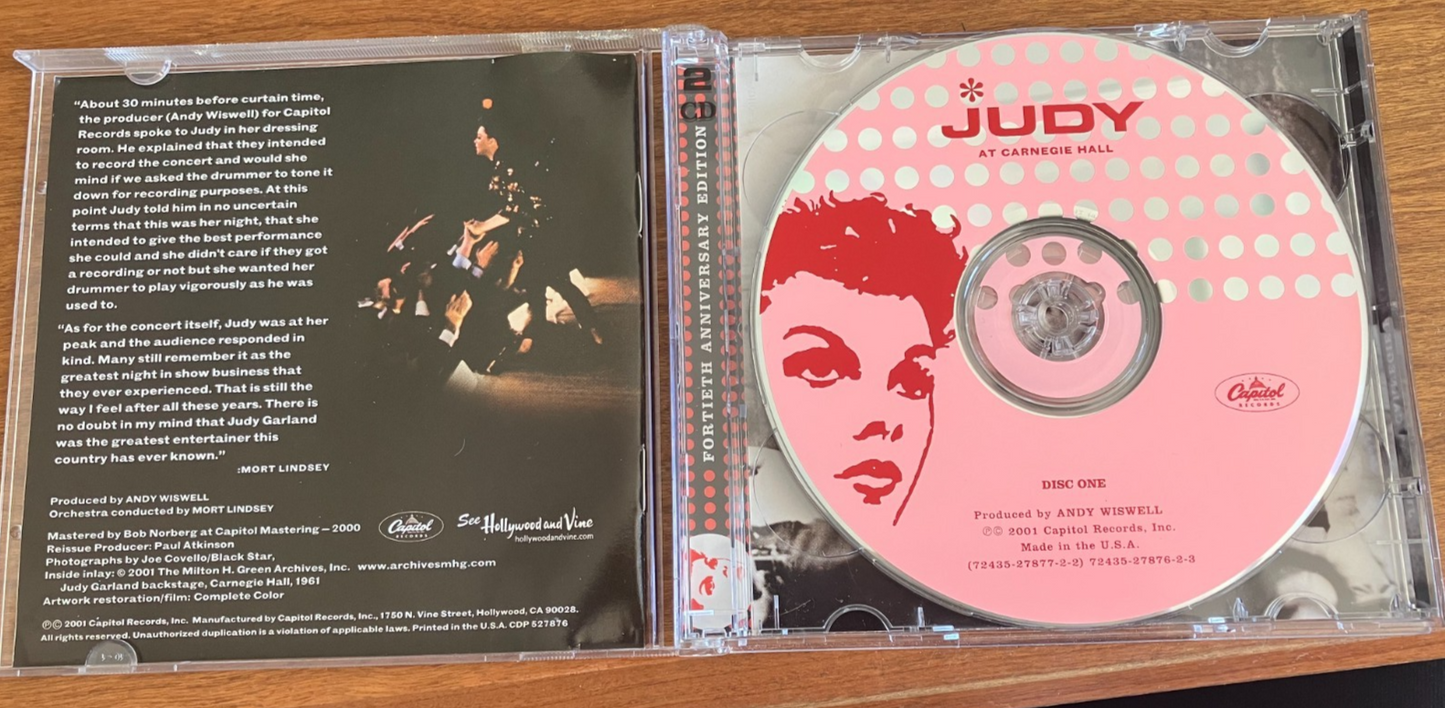 “About 30 minutes before curtain time,
the producer (Andy Wiswell) for Capitol
Records spoke to Judy in her dressing
room. He explained that they intended
to record the concert and would she
mind if we asked the drummer to tone it
down for recording purposes. At this
point Judy told him in no uncertain
terms that this was her night, that she
intended to give the best performance
she could and she didn’t care if they got
a recording or not but she wanted her
drummer to play vigorously as he was
used to.
“As for the concert itself, Judy was at her
peak and the audience responded in
kind. Many still remember it as the
greatest night in show business that
they ever experienced. That is still the
way I feel after all these years. There is
no doubt in my mind that Judy Garland
was the greatest entertainer this
country has ever known.”
:MORT LINDSEY
Produced by ANDY WISWELL
Orchestra conducted by MORT LINDSEY
Mastered by Bob Norberg at Capitol Mastering – 2000
Reissue Producer: Paul Atkinson
Photographs by Joe Covello/Black Star,
Inside inlay: © 2001 The Milton H. Green Archives, Inc. www.archivesmhg.com
Judy Garland backstage, Carnegie Hall, 1961
Artwork restoration/film: Complete Color
℗© 2001 Capitol Records, Inc. Manufactured by Capitol Records, Inc., 1750 N. Vine Street, Hollywood, CA 90028.
All rights reserved. Unauthorized duplication is a violation of applicable laws. Printed in the U.S.A. CDP 527876
Capitol
RECORDS
See Hollywood and Vine
hollywoodandvine.com
2
CD
FORTIETH ANNIVERSARY EDITION
JUDY
AT CARNEGIE HALL
Capitol
RECORDS
DISC ONE
Produced by ANDY WISWELL
℗© 2001 Capitol Records, Inc.
Made in the U.S.A.
(72435-27877-2-2) 72435-27876-2-3